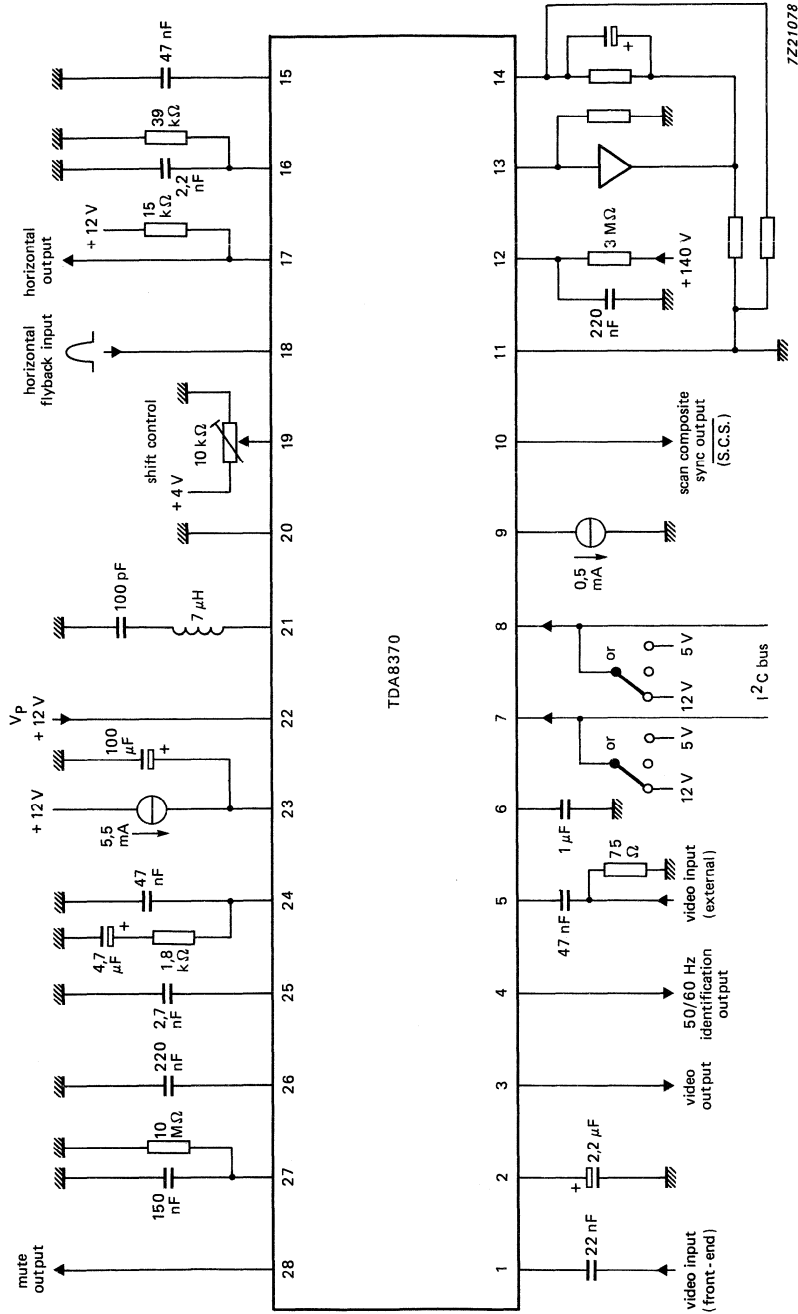 mute
output
28
150
nF
10
MΩ
27
220
nF
26
2,7
nF
25
4,7
μF
+
1,8
kΩ
47
nF
24
+ 12 V
5,5
mA
100
μF
+
23
VP
+ 12 V
22
100 pF
7 μH
21
20
+ 4 V
10 kΩ
shift control
19
horizontal
flyback input
18
horizontal
output
+ 12 V
15
kΩ
17
2,2
nF
39
kΩ
16
47 nF
15
TDA8370
1
22 nF
video input
(front - end)
2
+
2,2 μF
3
video
output
4
50/60 Hz
identification
output
5
47 nF
75
Ω
video input
(external)
6
1 μF
7
or
12 V
5 V
8
or
12 V
5 V
I2C bus
9
0,5
mA
10
scan composite
sync output
(S.C.S.)
11
12
220
nF
3 MΩ
+140 V
13
14
+
7Z21078